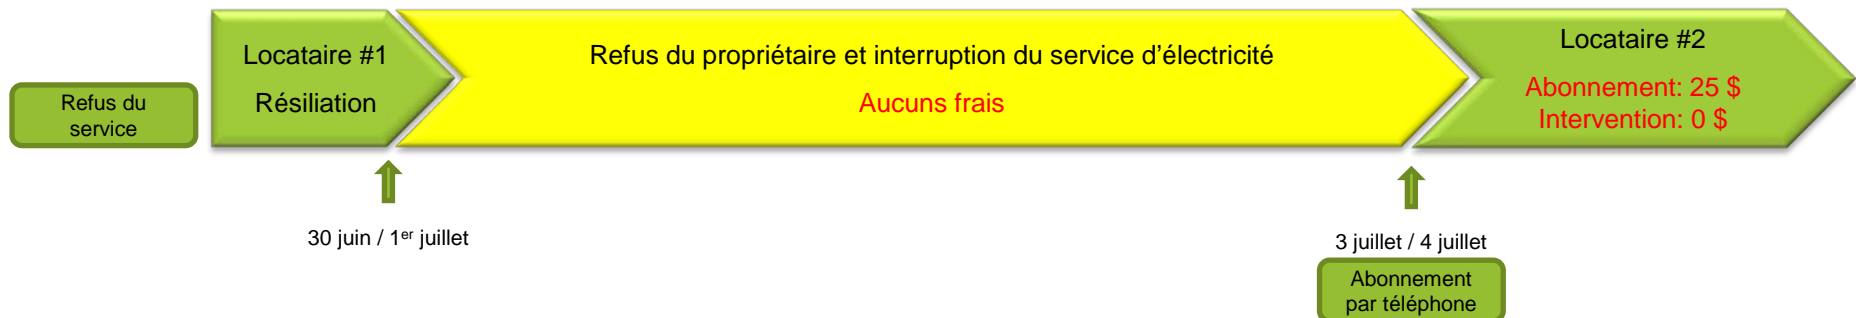 Refus du
service
Locataire #1
Résiliation
Refus du propriétaire et interruption du service d'électricité
Aucuns frais
Locataire #2
Abonnement: 25 $
Intervention: 0 $
30 juin / 1er juillet
3 juillet / 4 juillet
Abonnement
par téléphone